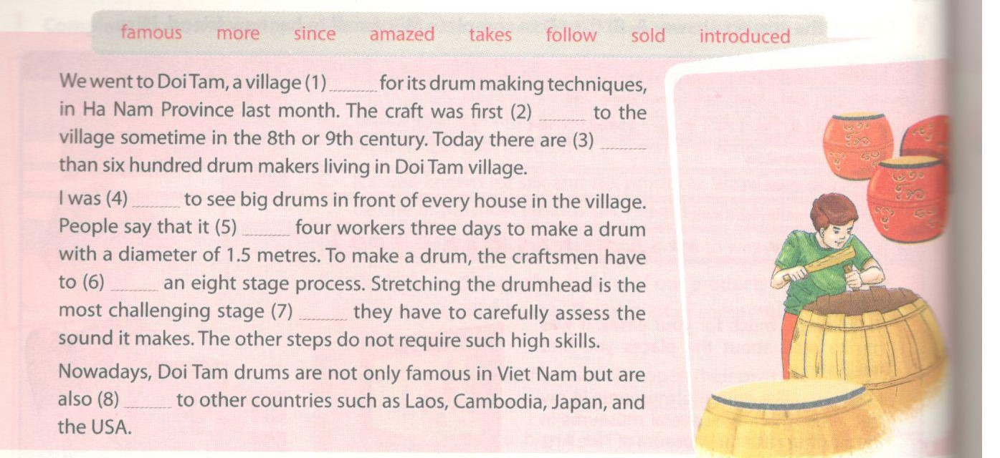 famous more since amazed takes follow sold introduced
We went to Doi Tam, a village (1) ______ for its drum making techniques,
in Ha Nam Province last month. The craft was first (2) ______ to the
village sometime in the 8th or 9th century. Today there are (3) ______
than six hundred drum makers living in Doi Tam village.
I was (4) ______ to see big drums in front of every house in the village.
People say that it (5) ______ four workers three days to make a drum
with a diameter of 1.5 metres. To make a drum, the craftsmen have
to (6) ______ an eight stage process. Stretching the drumhead is the
most challenging stage (7) ______ they have to carefully assess the
sound it makes. The other steps do not require such high skills.
Nowadays, Doi Tam drums are not only famous in Viet Nam but are
also (8) ______ to other countries such as Laos, Cambodia, Japan, and
the USA.